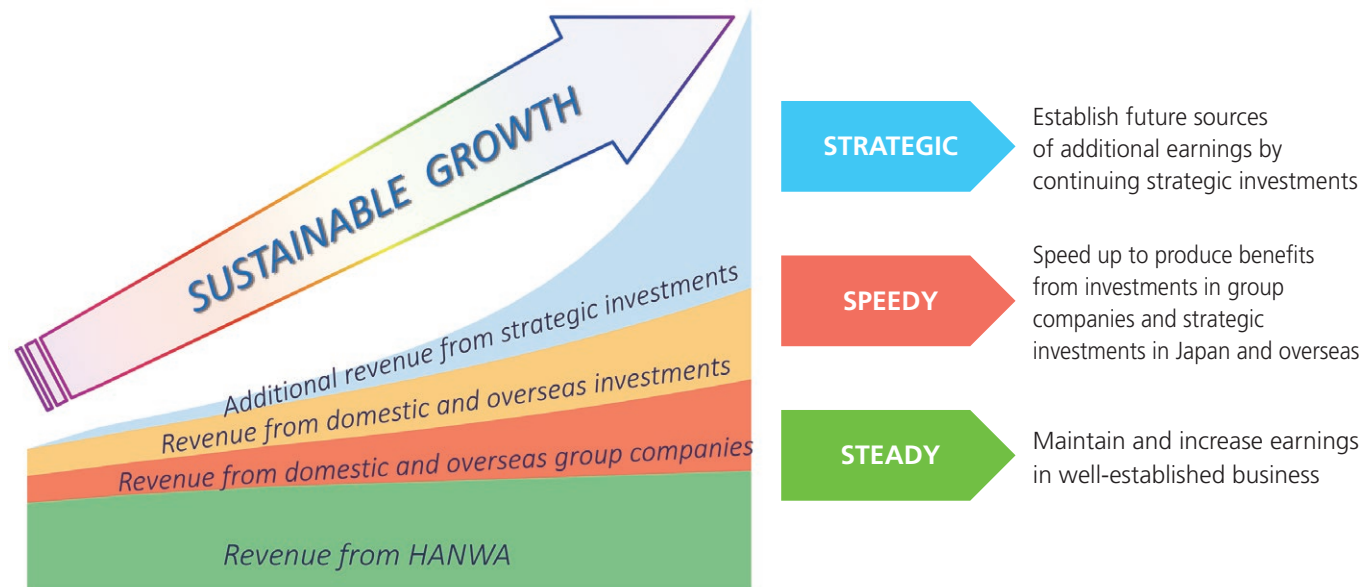 SUSTAINABLE GROWTH
Additional revenue from strategic investments
Revenue from domestic and overseas investments
Revenue from domestic and overseas group companies
Revenue from HANWA
STRATEGIC
Establish future sources
of additional earnings by
continuing strategic investments
SPEEDY
Speed up to produce benefits
from investments in group
companies and strategic
investments in Japan and overseas
STEADY
Maintain and increase earnings
in well-established business